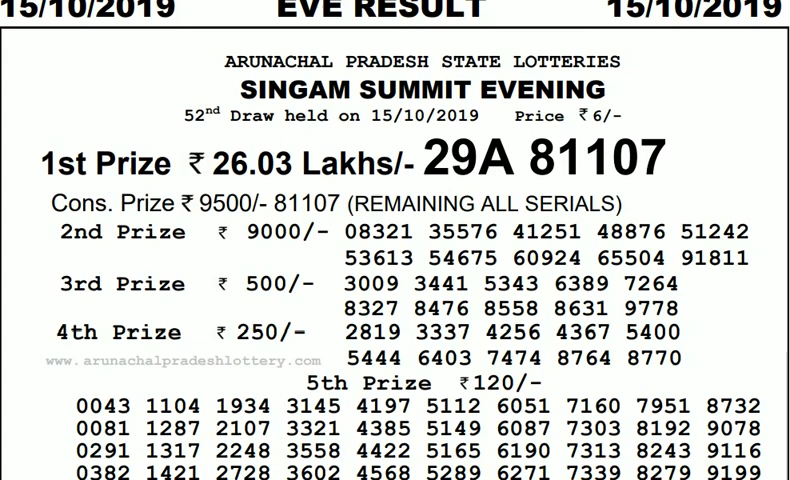 15/10/2019 EVE RESULT 15/10/2019
ARUNACHAL PRADESH STATE LOTTERIES
SINGAM SUMMIT EVENING
52nd Draw held on 15/10/2019 Price ₹6/-
1st Prize ₹ 26.03 Lakhs/- 29A 81107
Cons. Prize ₹ 9500/- 81107 (REMAINING ALL SERIALS)
2nd Prize ₹ 9000/- 08321 35576 41251 48876 51242
53613 54675 60924 65504 91811
3rd Prize ₹ 500/- 3009 3441 5343 6389 7264
8327 8476 8558 8631 9778
4th Prize ₹ 250/- 2819 3337 4256 4367 5400
www.arunachalpradeshlottery.com 5444 6403 7474 8764 8770
5th Prize ₹120/-
0043 1104 1934 3145 4197 5112 6051 7160 7951 8732
0081 1287 2107 3321 4385 5149 6087 7303 8192 9078
0291 1317 2248 3558 4422 5165 6190 7313 8243 9116
0382 1421 2728 3602 4568 5289 6271 7339 8279 9199